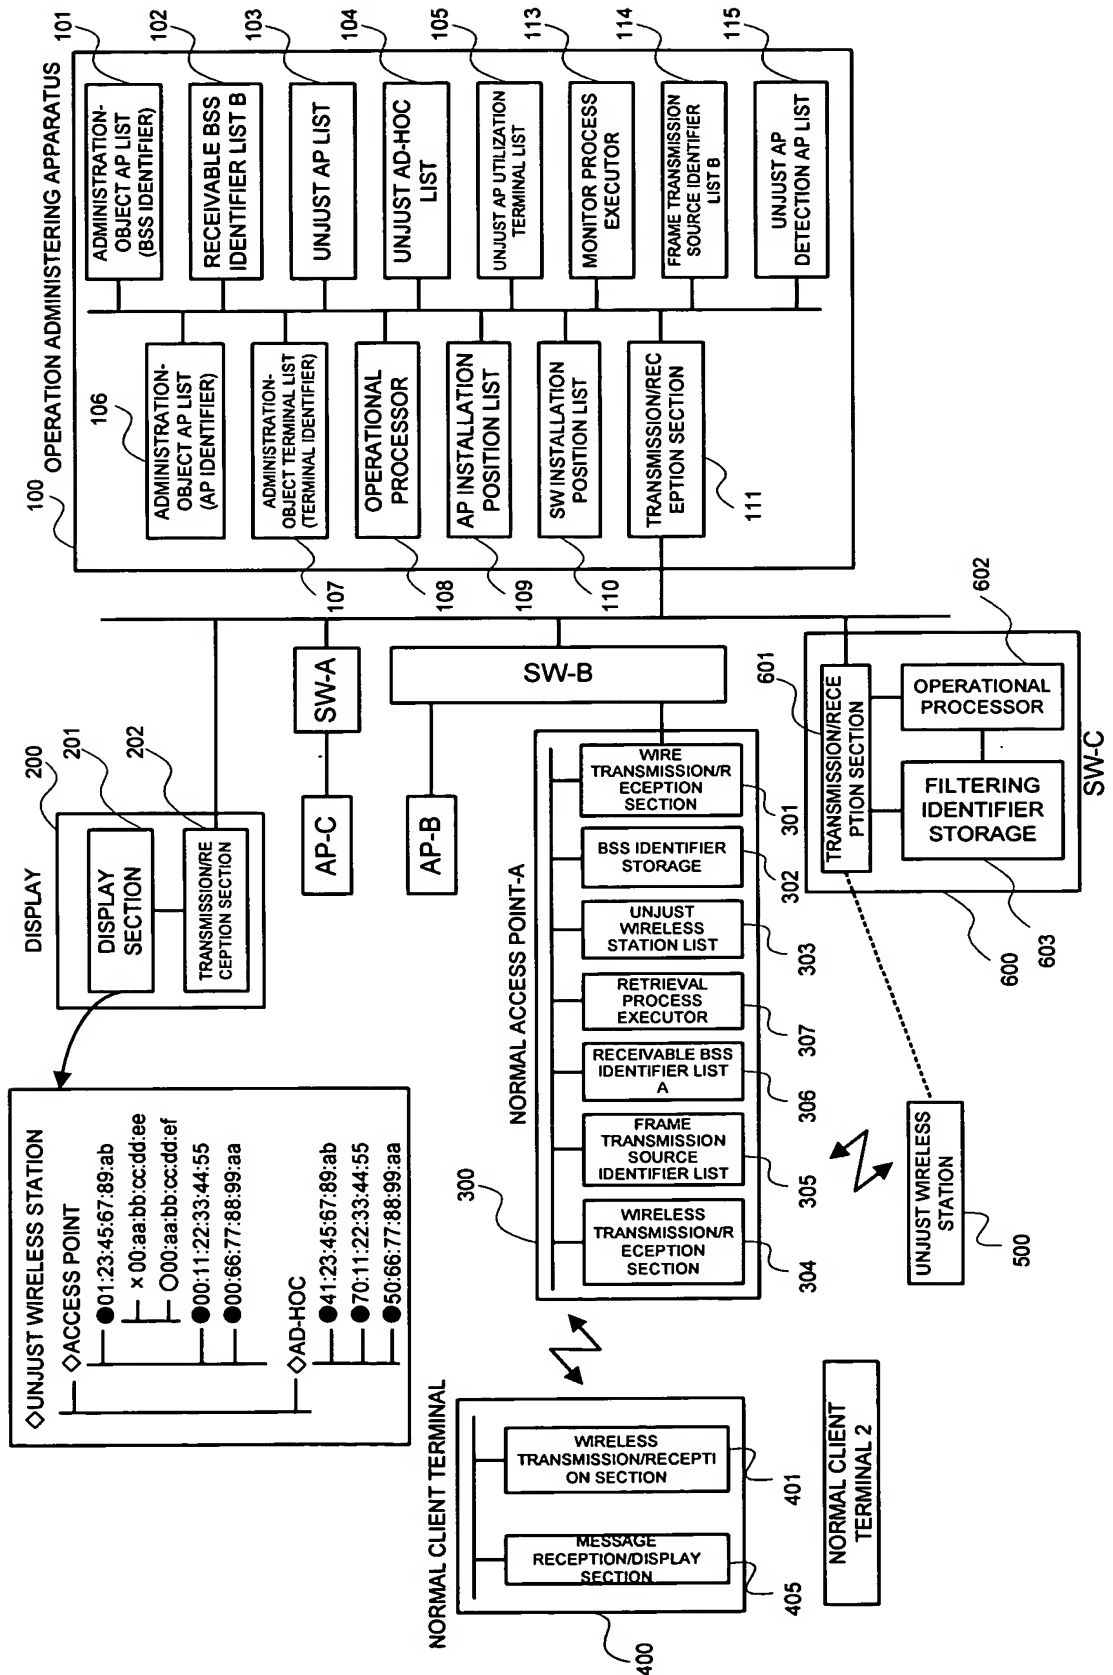 OPERATION ADMINISTERING APPARATUS
100
ADMINISTRATION-
OBJECT AP LIST
(BSS IDENTIFIER)
101
RECEIVABLE BSS
IDENTIFIER LIST B
102
UNJUST AP LIST
103
UNJUST AD-HOC
LIST
104
UNJUST AP UTILIZATION
TERMINAL LIST
105
MONITOR PROCESS
EXECUTOR
113
FRAME TRANSMISSION
SOURCE IDENTIFIER
LIST B
114
UNJUST AP
DETECTION AP LIST
115
106
ADMINISTRATION-
OBJECT AP LIST
(AP IDENTIFIER)
ADMINISTRATION-
OBJECT TERMINAL LIST
(TERMINAL IDENTIFIER)
107
OPERATIONAL
PROCESSOR
108
AP INSTALLATION
POSITION LIST
109
SW INSTALLATION
POSITION LIST
110
TRANSMISSION/REC
EPTION SECTION
111
DISPLAY
200
201
202
DISPLAY
SECTION
TRANSMISSION/RE
CEPTION SECTION
SW-A
AP-C
SW-B
AP-B
◇UNJUST WIRELESS STATION
◇ACCESS POINT
●01:23:45:67:89:ab
x 00:aa:bb:cc:dd:ee
○00:aa:bb:cc:dd:ef
●00:11:22:33:44:55
●00:66:77:88:99:aa
◇AD-HOC
●41:23:45:67:89:ab
●70:11:22:33:44:55
●50:66:77:88:99:aa
NORMAL ACCESS POINT-A
300
WIRE
TRANSMISSION/R
ECEPTION
SECTION
301
BSS IDENTIFIER
STORAGE
302
UNJUST
WIRELESS
STATION LIST
303
RETRIEVAL
PROCESS
EXECUTOR
307
RECEIVABLE BSS
IDENTIFIER LIST
A
306
FRAME
TRANSMISSION
SOURCE
IDENTIFIER LIST
305
WIRELESS
TRANSMISSION/R
ECEPTION
SECTION
304
601
602
TRANSMISSION/RECE
PTION SECTION
OPERATIONAL
PROCESSOR
FILTERING
IDENTIFIER
STORAGE
SW-C
600
603
UNJUST WIRELESS
STATION
500
NORMAL CLIENT TERMINAL
WIRELESS
TRANSMISSION/RECEPTI
ON SECTION
401
MESSAGE
RECEPTION/DISPLAY
SECTION
405
400
NORMAL CLIENT
TERMINAL 2